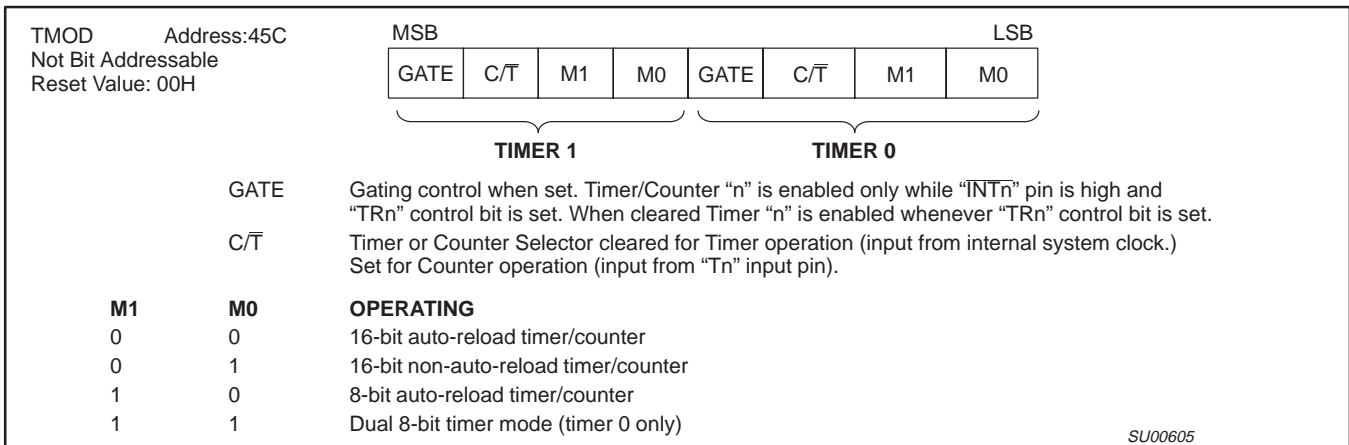 TMOD Address:45C
Not Bit Addressable
Reset Value: 00H
MSB LSB
GATE C/T̅ M1 M0 GATE C/T̅ M1 M0
TIMER 1 TIMER 0
GATE Gating control when set. Timer/Counter “n” is enabled only while “I̅N̅T̅n̅” pin is high and
“TRn” control bit is set. When cleared Timer “n” is enabled whenever “TRn” control bit is set.
C/T̅ Timer or Counter Selector cleared for Timer operation (input from internal system clock.)
Set for Counter operation (input from “Tn” input pin).
M1 M0 OPERATING
0 0 16-bit auto-reload timer/counter
0 1 16-bit non-auto-reload timer/counter
1 0 8-bit auto-reload timer/counter
1 1 Dual 8-bit timer mode (timer 0 only)
SU00605